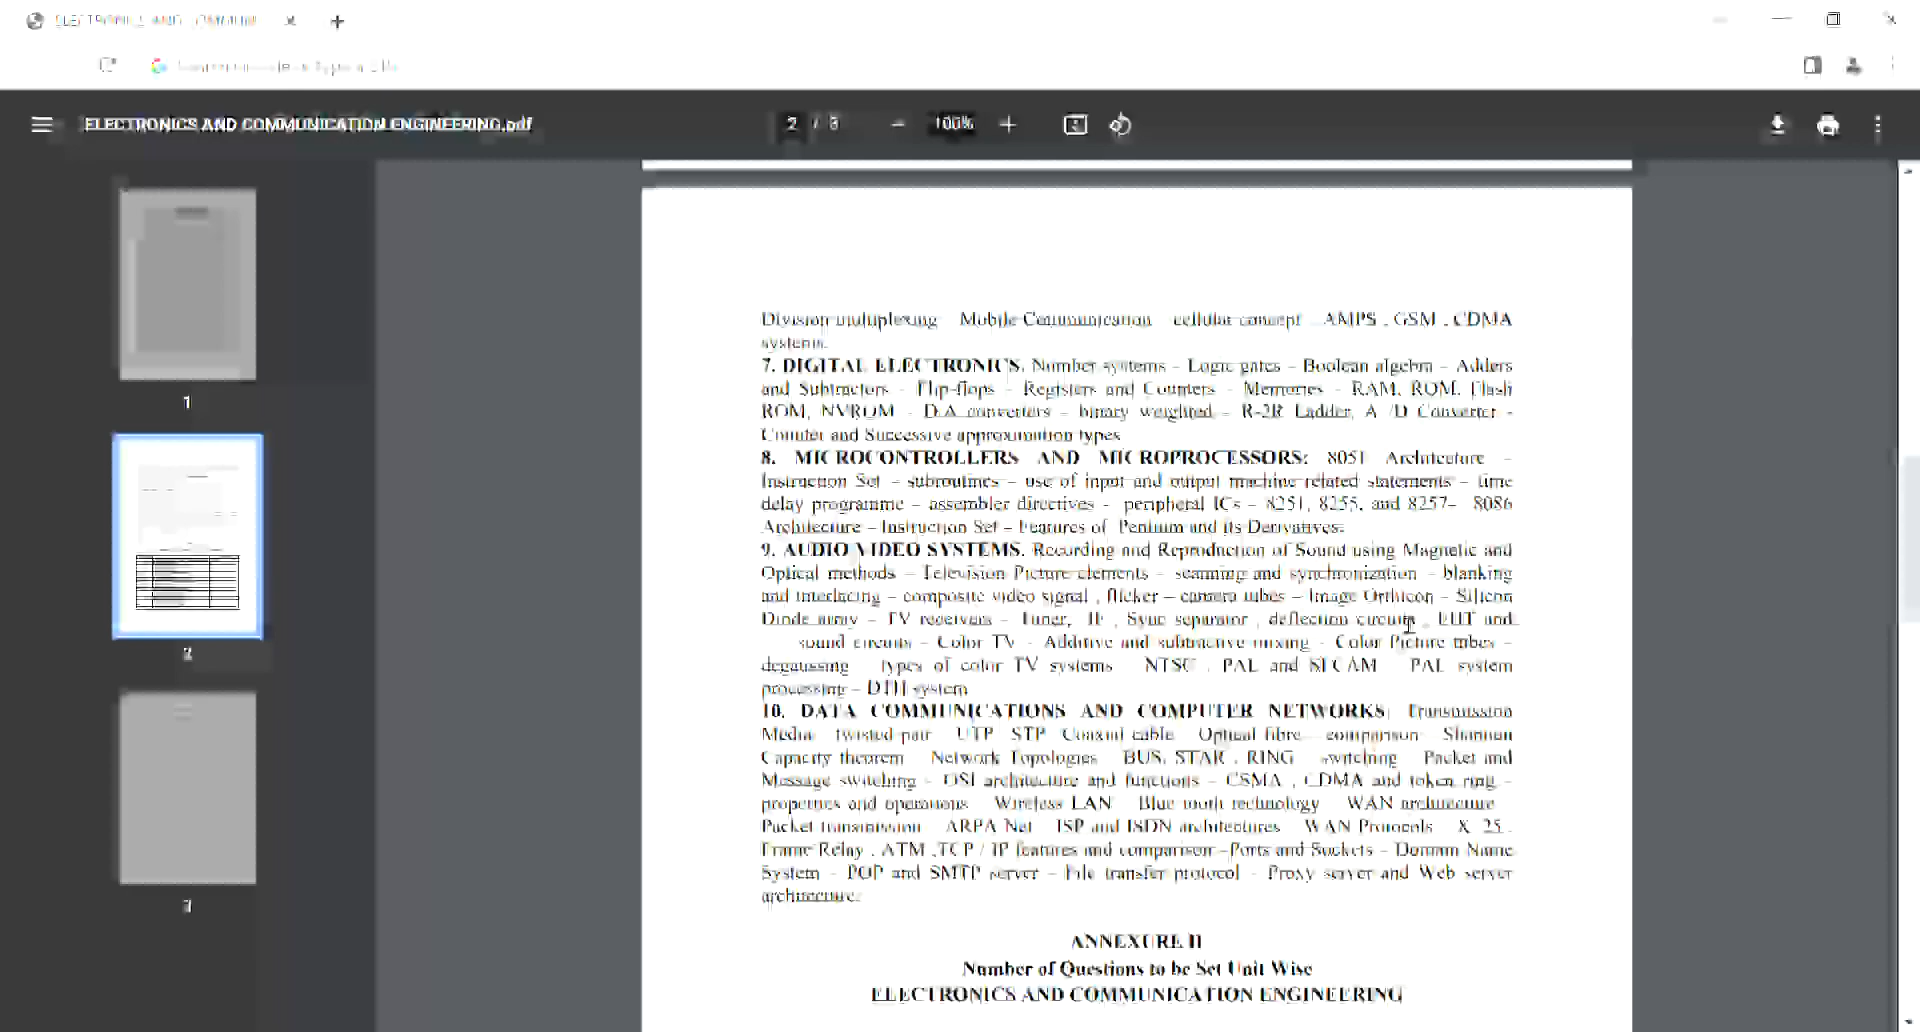 ELECTRONICS AND COMMUNI
ELECTRONICS AND COMMUNICATION ENGINEERING.pdf
2 / 3
100%
1
2
3
Division multiplexing Mobile Communication cellular concept AMPS , GSM , CDMA
systems.
7. DIGITAL ELECTRONICS. Number systems – Logic gates – Boolean algebra – Adders
and Subtractors – Flip-flops – Registers and Counters – Memories – RAM, ROM, Flash
ROM, NVROM – D/A converters – binary weighted – R-2R Ladder, A /D Converter -
Counter and Successive approximation types
8. MICROCONTROLLERS AND MICROPROCESSORS: 8051 Architecture –
Instruction Set – subroutines – use of input and output machine related statements – time
delay programme – assembler directives – peripheral ICs – 8251, 8255, and 8257– 8086
Architecture – Instruction Set – Features of Pentium and its Derivatives.
9. AUDIO VIDEO SYSTEMS. Recording and Reproduction of Sound using Magnetic and
Optical methods – Television Picture elements – scanning and synchronization – blanking
and interlacing – composite video signal , flicker – camera tubes – Image Orthicon – Silicon
Diode array – TV receivers – Tuner, IF , Sync separator , deflection circuits , EHT and
sound circuits – Color TV - Additive and subtractive mixing - Color Picture tubes –
degaussing types of color TV systems NTSC , PAL and SECAM PAL system
processing – DTH system
10. DATA COMMUNICATIONS AND COMPUTER NETWORKS: Transmission
Media twisted pair UTP STP Coaxial cable Optical fibre comparison Shannon
Capacity theorem Network Topologies BUS, STAR , RING switching Packet and
Message switching – OSI architecture and functions – CSMA , CDMA and token ring -
properties and operations Wireless LAN Blue tooth technology WAN architecture
Packet transmission ARPA Net ISP and ISDN architectures WAN Protocols X 25 ,
Frame Relay , ATM ,TCP / IP features and comparison –Ports and Sockets – Domain Name
System – POP and SMTP server – File transfer protocol – Proxy server and Web server
architecture.
ANNEXURE II
Number of Questions to be Set Unit Wise
ELECTRONICS AND COMMUNICATION ENGINEERING